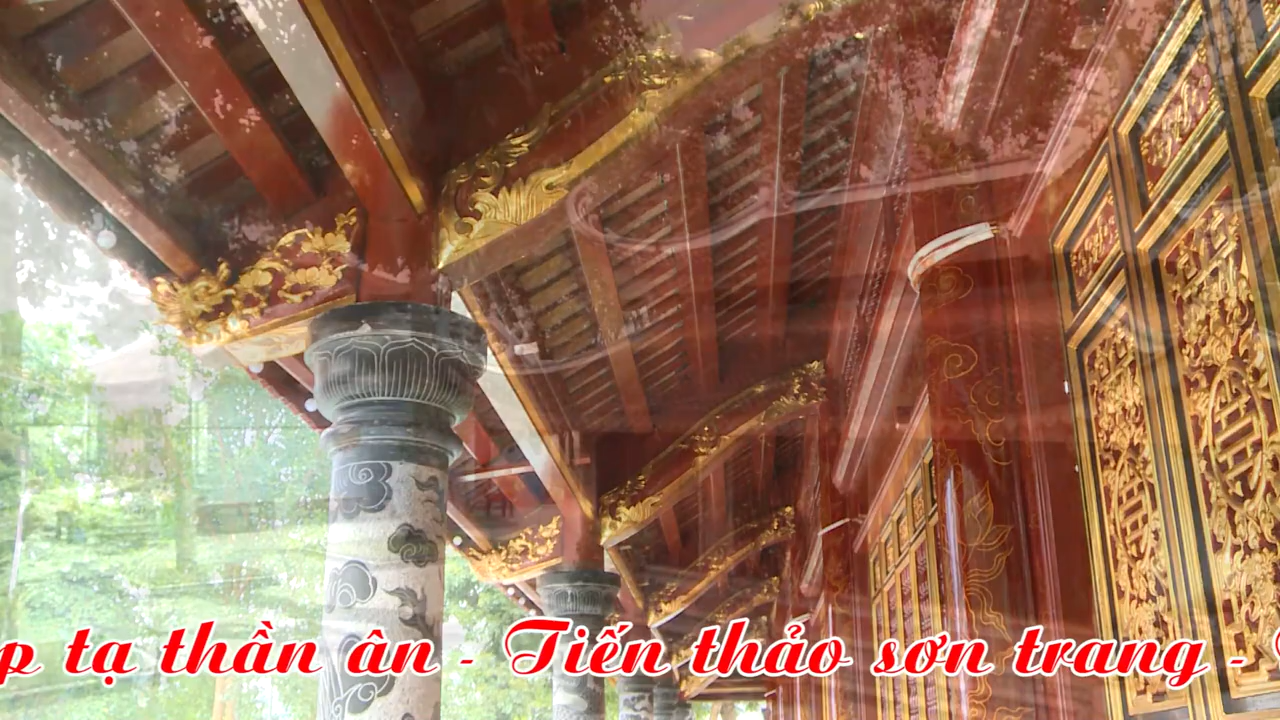 tạ thần ân - Tiến thảo sơn trang -